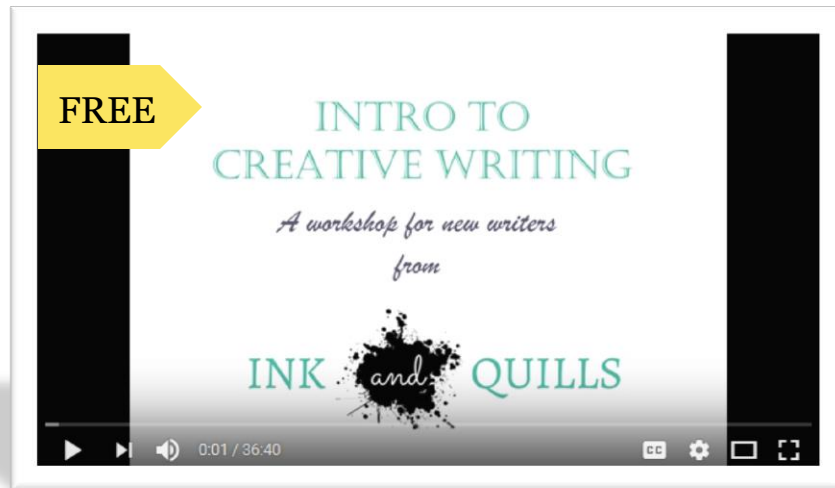 FREE
INTRO TO
CREATIVE WRITING
A workshop for new writers
from
INK and QUILLS
0:01 / 36:40
CC